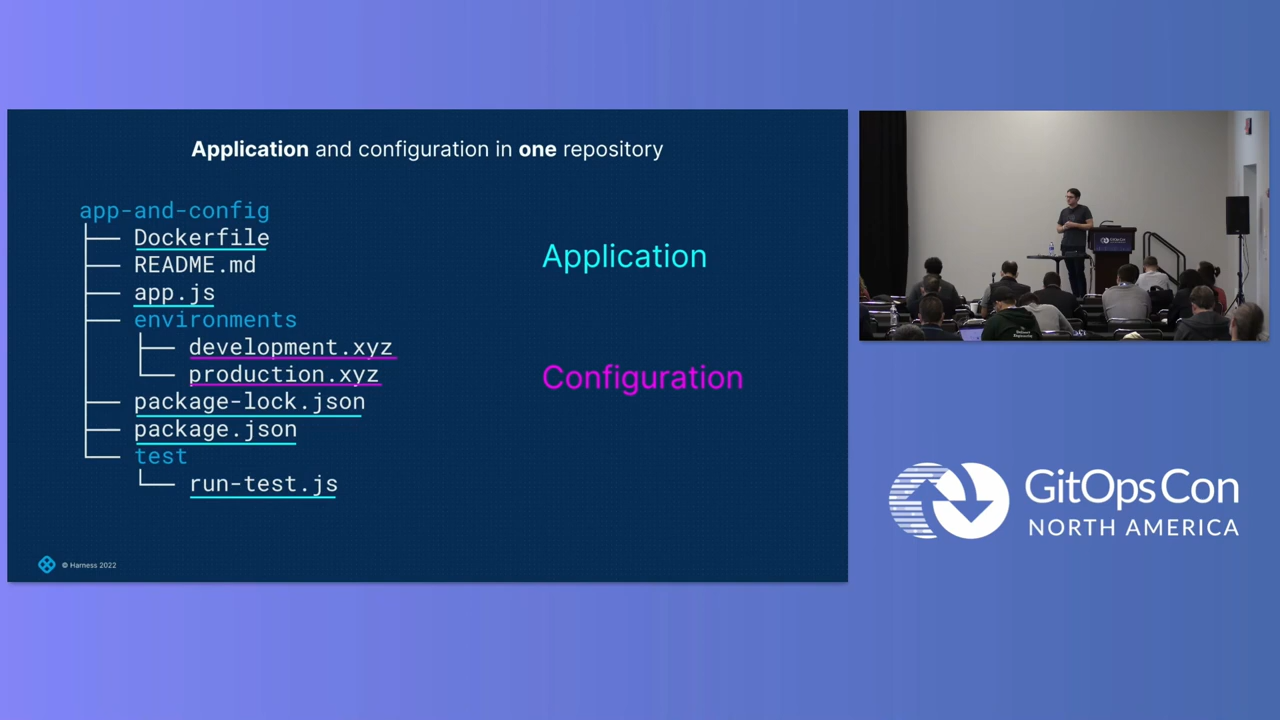 Application and configuration in one repository
app-and-config
Dockerfile
README.md
app.js
environments
development.xyz
production.xyz
package-lock.json
package.json
test
run-test.js
Application
Configuration
© Harness 2022
GitOpsCon
NORTH AMERICA